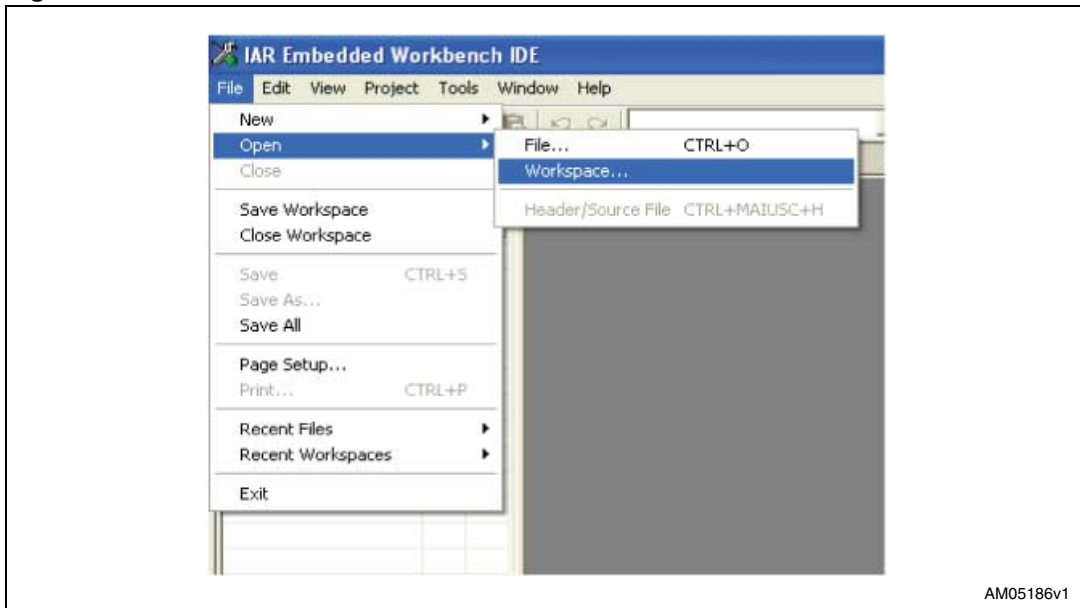 IAR Embedded Workbench IDE
File Edit View Project Tools Window Help
New
Open
Close
Save Workspace
Close Workspace
Save CTRL+S
Save As...
Save All
Page Setup...
Print... CTRL+P
Recent Files
Recent Workspaces
Exit
File... CTRL+O
Workspace...
Header/Source File CTRL+MAIUSC+H
AM05186v1